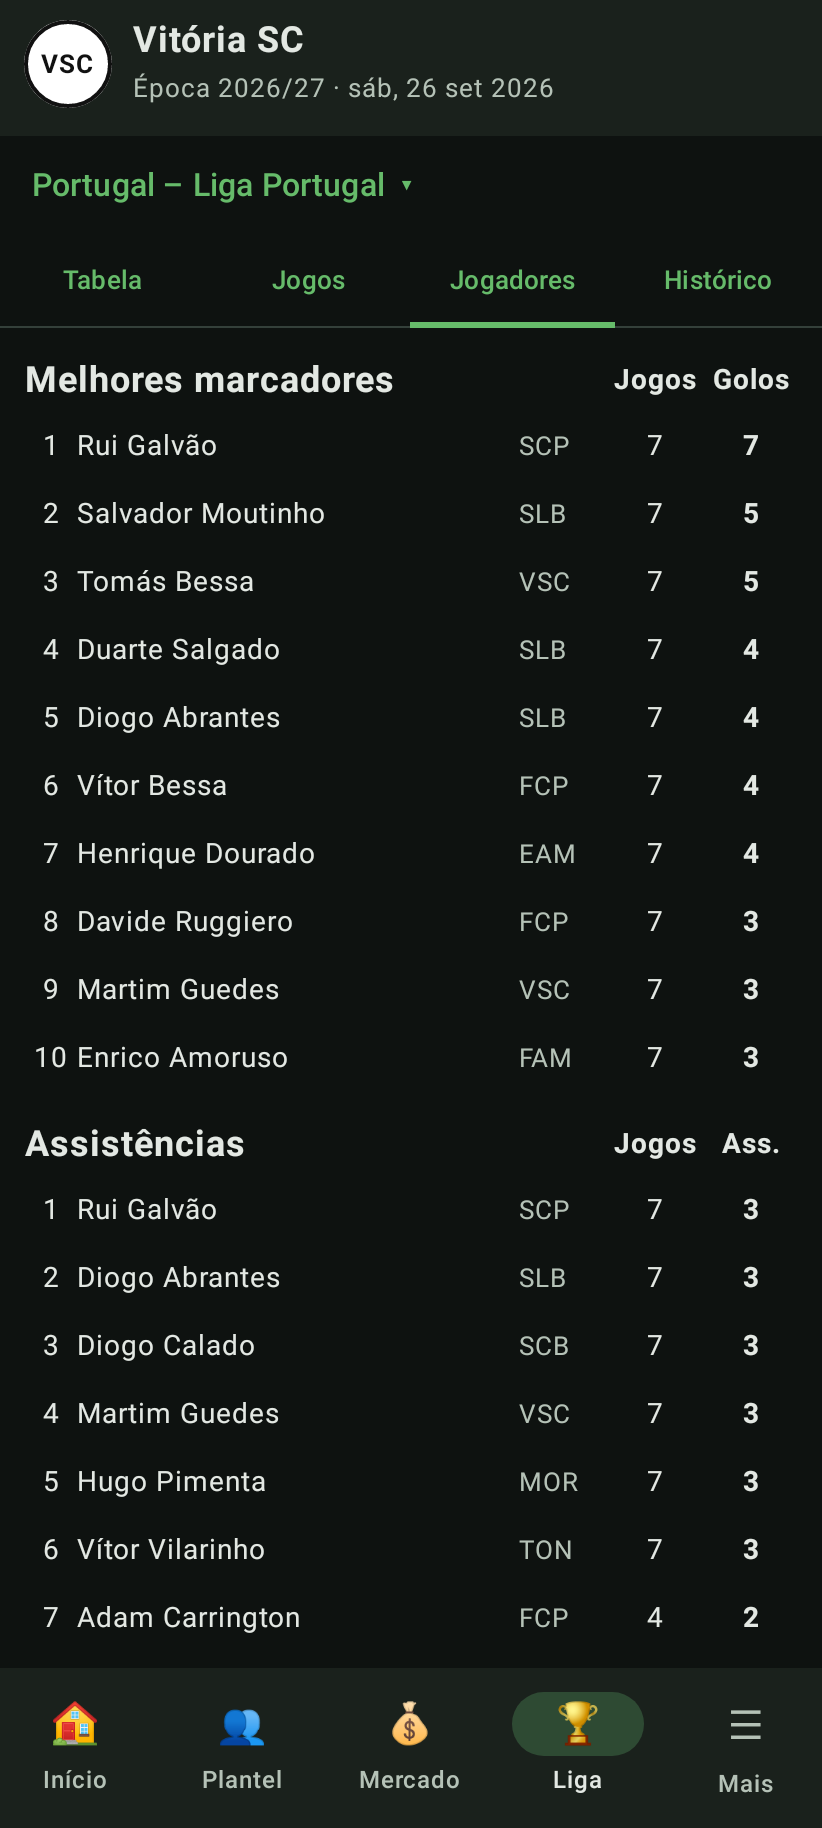 VSC
Vitória SC
Época 2026/27 · sáb, 26 set 2026
Portugal – Liga Portugal ▾
Tabela Jogos Jogadores Histórico
Melhores marcadores Jogos Golos
1 Rui Galvão SCP 7 7
2 Salvador Moutinho SLB 7 5
3 Tomás Bessa VSC 7 5
4 Duarte Salgado SLB 7 4
5 Diogo Abrantes SLB 7 4
6 Vítor Bessa FCP 7 4
7 Henrique Dourado EAM 7 4
8 Davide Ruggiero FCP 7 3
9 Martim Guedes VSC 7 3
10 Enrico Amoruso FAM 7 3
Assistências Jogos Ass.
1 Rui Galvão SCP 7 3
2 Diogo Abrantes SLB 7 3
3 Diogo Calado SCB 7 3
4 Martim Guedes VSC 7 3
5 Hugo Pimenta MOR 7 3
6 Vítor Vilarinho TON 7 3
7 Adam Carrington FCP 4 2
Início Plantel Mercado Liga Mais